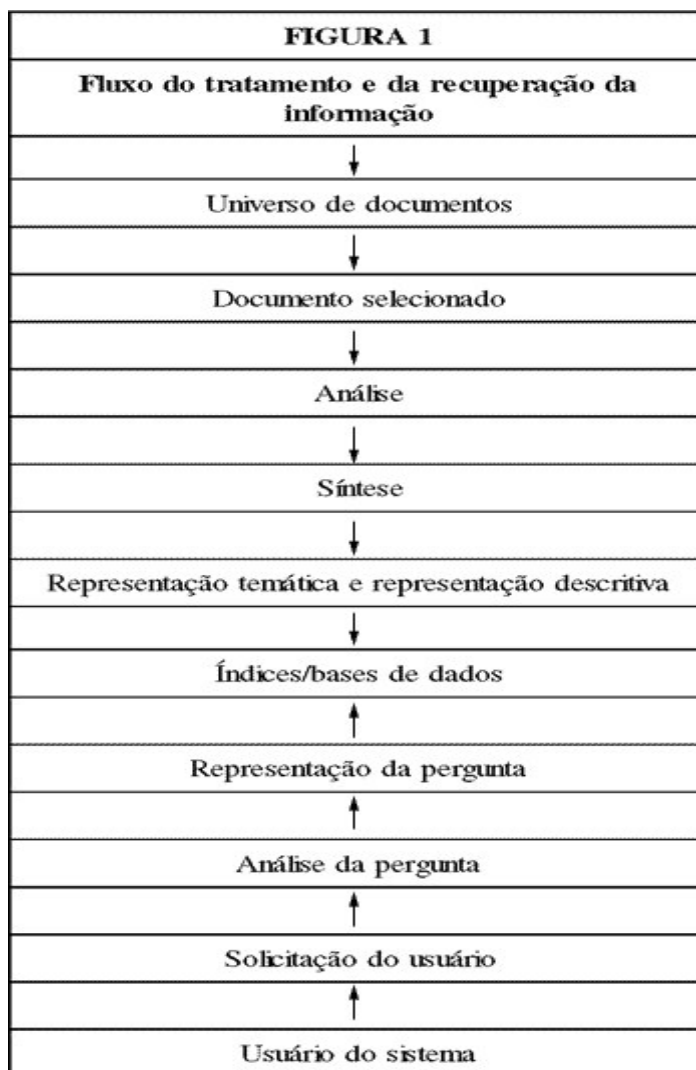 FIGURA 1
Fluxo do tratamento e da recuperação da
informação
Universo de documentos
Documento selecionado
Análise
Síntese
Representação temática e representação descritiva
Índices/bases de dados
Representação da pergunta
Análise da pergunta
Solicitação do usuário
Usuário do sistema